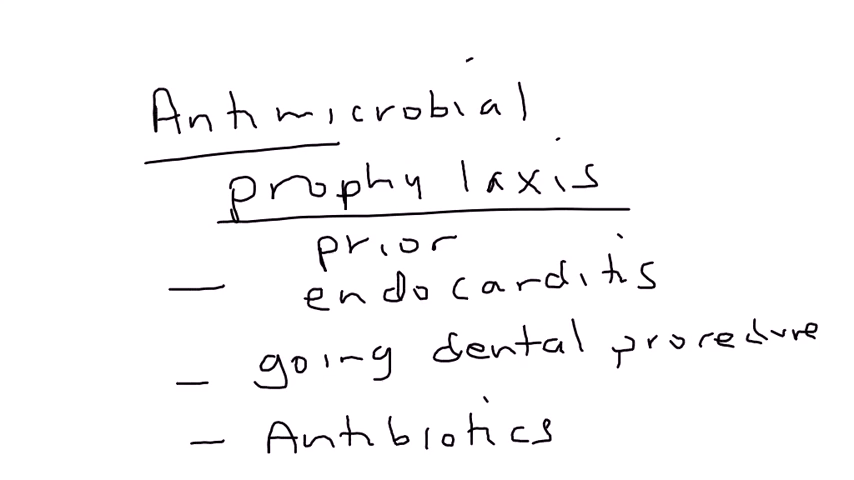 Antimicrobial
prophylaxis
prior
- endocarditis
- going dental procedure
- Antibiotics